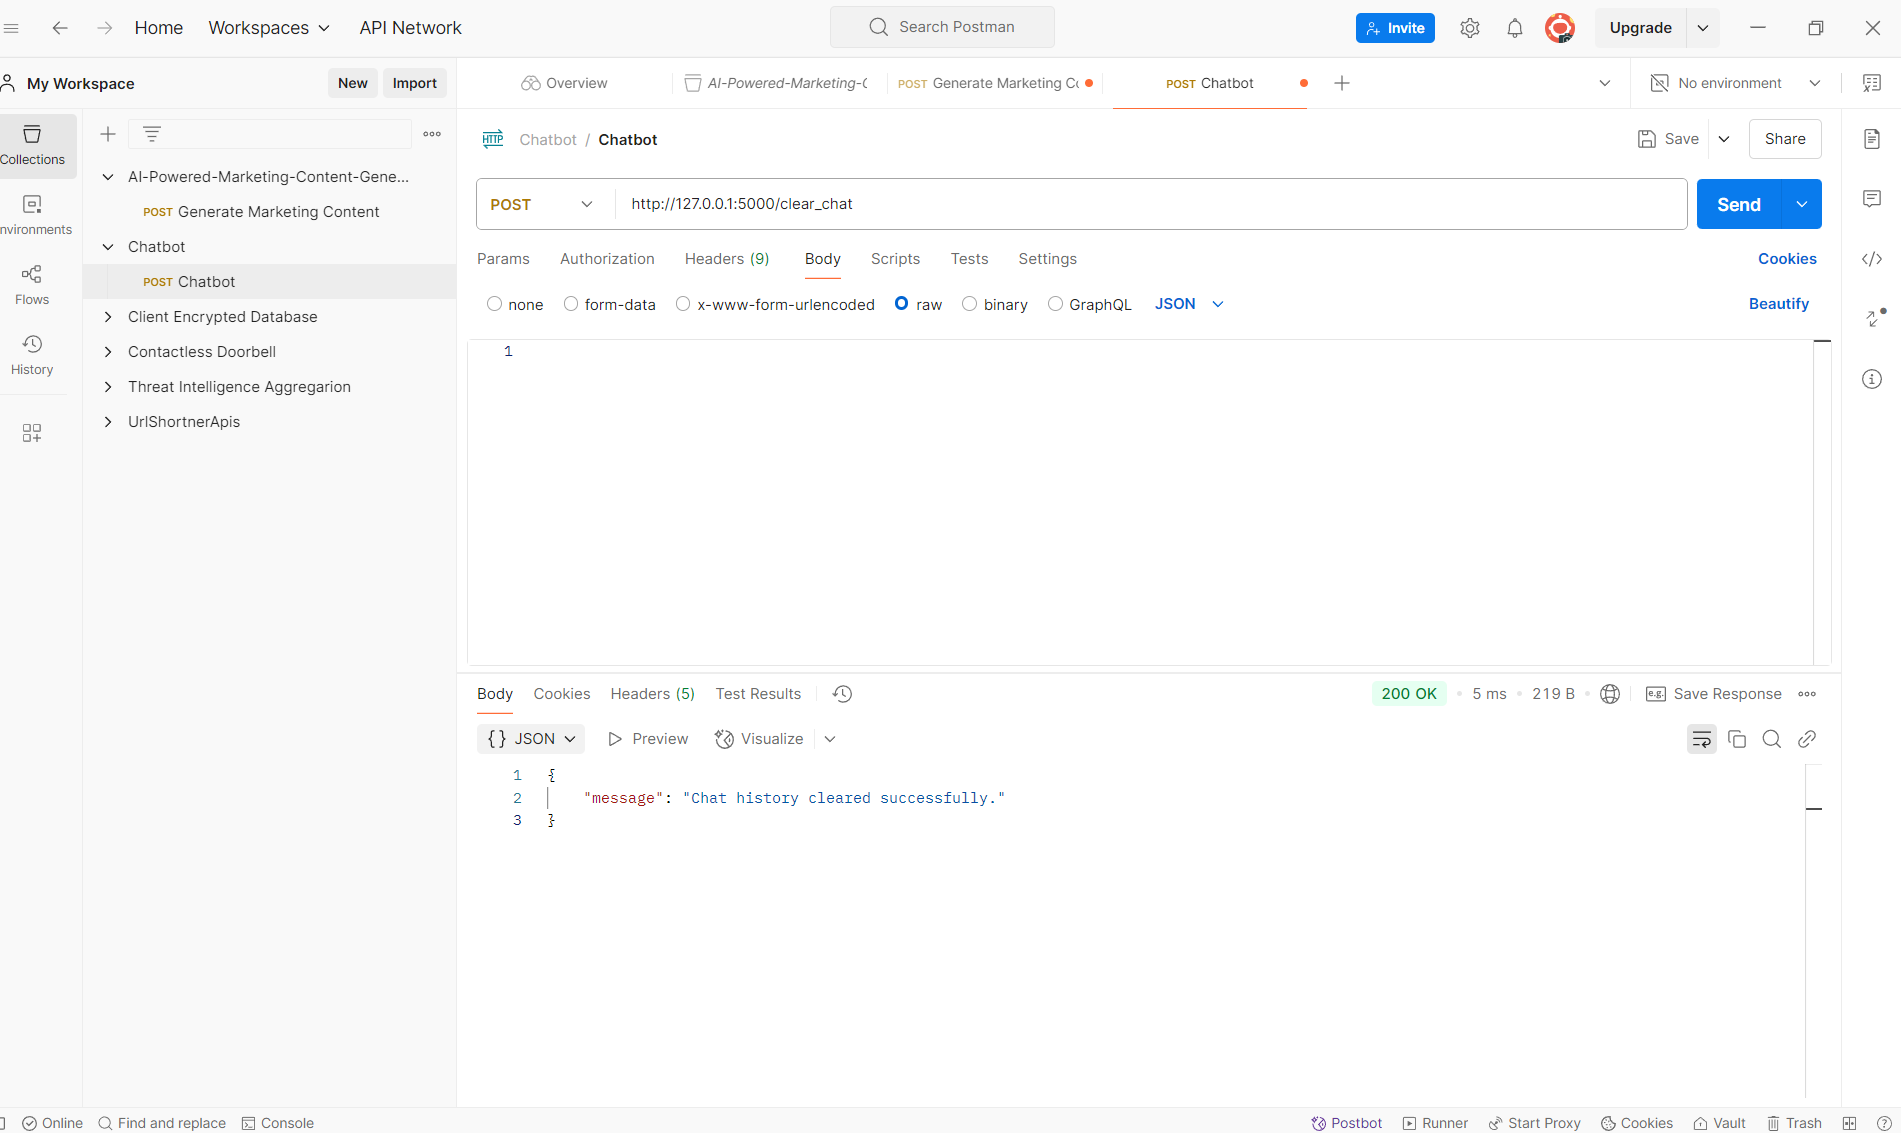 Home Workspaces API Network Search Postman Invite Upgrade
My Workspace New Import Overview AI-Powered-Marketing-C POST Generate Marketing Co POST Chatbot No environment
Collections
nvironments
Flows
History
AI-Powered-Marketing-Content-Gene...
POST Generate Marketing Content
Chatbot
POST Chatbot
Client Encrypted Database
Contactless Doorbell
Threat Intelligence Aggregarion
UrlShortnerApis
HTTP Chatbot / Chatbot Save Share
POST http://127.0.0.1:5000/clear_chat Send
Params Authorization Headers (9) Body Scripts Tests Settings Cookies
none form-data x-www-form-urlencoded raw binary GraphQL JSON Beautify
1
Body Cookies Headers (5) Test Results 200 OK 5 ms 219 B e.g. Save Response
{} JSON Preview Visualize
1 {
2 "message": "Chat history cleared successfully."
3 }
Online Find and replace Console Postbot Runner Start Proxy Cookies Vault Trash